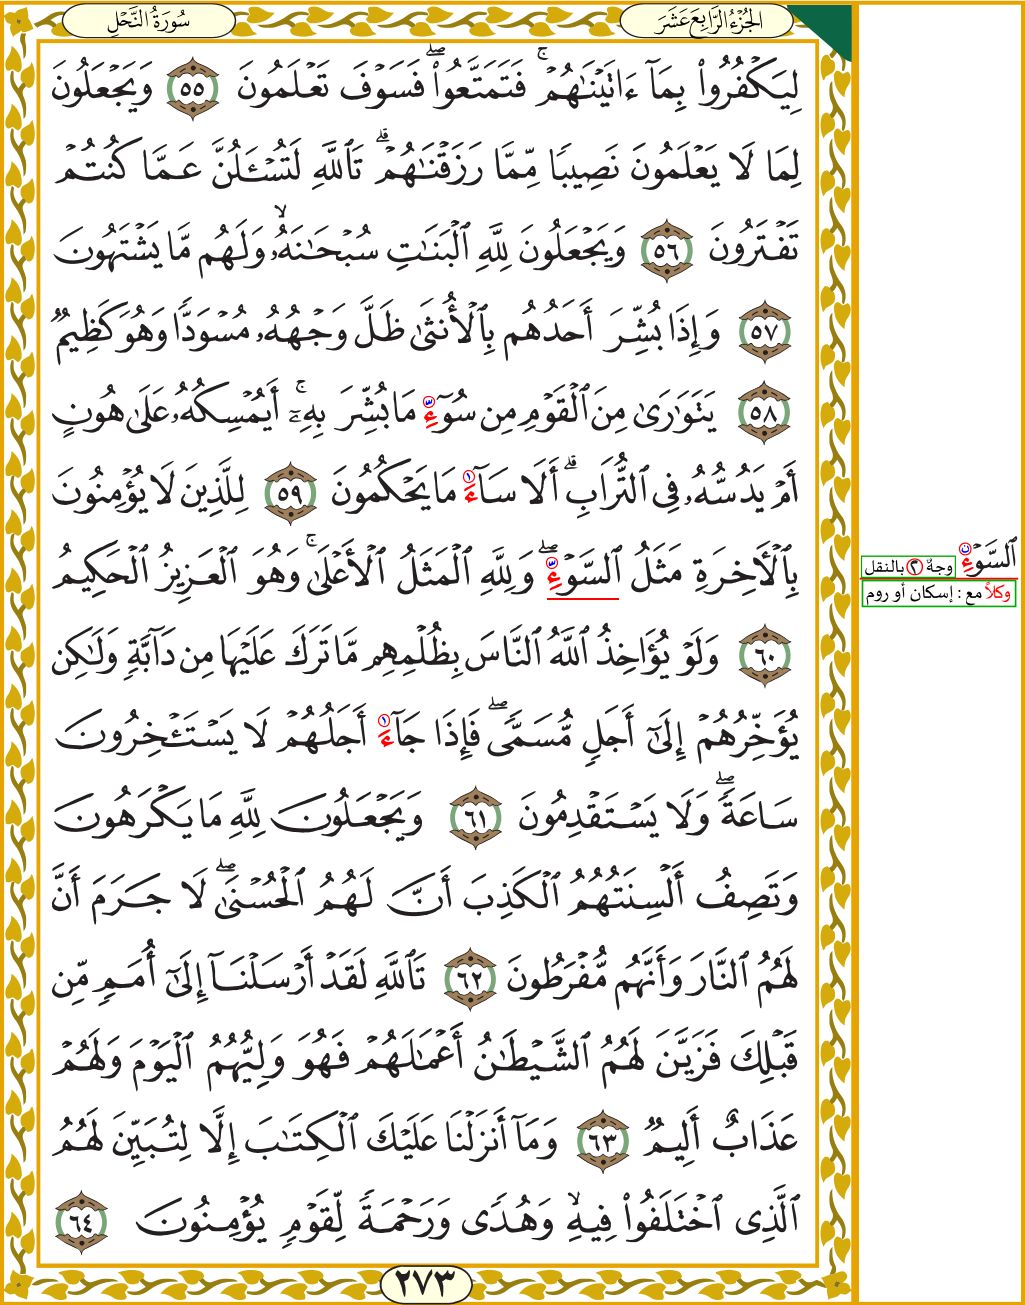 سُورَةُ النَّحْلِ
الجُزْءُ الرَّابِعَ عَشَرَ
لِيَكْفُرُوا۟ بِمَآ ءَاتَيْنَٰهُمْ ۚ فَتَمَتَّعُوا۟ ۖ فَسَوْفَ تَعْلَمُونَ ٥٥ وَيَجْعَلُونَ
لِمَا لَا يَعْلَمُونَ نَصِيبًا مِّمَّا رَزَقْنَٰهُمْ ۗ تَٱللَّهِ لَتُسْـَٔلُنَّ عَمَّا كُنتُمْ
تَفْتَرُونَ ٥٦ وَيَجْعَلُونَ لِلَّهِ ٱلْبَنَٰتِ سُبْحَٰنَهُۥ ۙ وَلَهُم مَّا يَشْتَهُونَ
٥٧ وَإِذَا بُشِّرَ أَحَدُهُم بِٱلْأُنثَىٰ ظَلَّ وَجْهُهُۥ مُسْوَدًّا وَهُوَ كَظِيمٌ
٥٨ يَتَوَٰرَىٰ مِنَ ٱلْقَوْمِ مِن سُوٓءِ مَا بُشِّرَ بِهِۦٓ ۚ أَيُمْسِكُهُۥ عَلَىٰ هُونٍ
أَمْ يَدُسُّهُۥ فِى ٱلتُّرَابِ ۗ أَلَا سَآءَ مَا يَحْكُمُونَ ٥٩ لِلَّذِينَ لَا يُؤْمِنُونَ
بِٱلْءَاخِرَةِ مَثَلُ ٱلسَّوْءِ ۖ وَلِلَّهِ ٱلْمَثَلُ ٱلْأَعْلَىٰ ۚ وَهُوَ ٱلْعَزِيزُ ٱلْحَكِيمُ
٦٠ وَلَوْ يُؤَاخِذُ ٱللَّهُ ٱلنَّاسَ بِظُلْمِهِم مَّا تَرَكَ عَلَيْهَا مِن دَآبَّةٍ وَلَٰكِن
يُؤَخِّرُهُمْ إِلَىٰٓ أَجَلٍ مُّسَمًّى ۖ فَإِذَا جَآءَ أَجَلُهُمْ لَا يَسْتَـْٔخِرُونَ
سَاعَةً ۖ وَلَا يَسْتَقْدِمُونَ ٦١ وَيَجْعَلُونَ لِلَّهِ مَا يَكْرَهُونَ
وَتَصِفُ أَلْسِنَتُهُمُ ٱلْكَذِبَ أَنَّ لَهُمُ ٱلْحُسْنَىٰ ۖ لَا جَرَمَ أَنَّ
لَهُمُ ٱلنَّارَ وَأَنَّهُم مُّفْرَطُونَ ٦٢ تَٱللَّهِ لَقَدْ أَرْسَلْنَآ إِلَىٰٓ أُمَمٍ مِّن
قَبْلِكَ فَزَيَّنَ لَهُمُ ٱلشَّيْطَٰنُ أَعْمَٰلَهُمْ فَهُوَ وَلِيُّهُمُ ٱلْيَوْمَ وَلَهُمْ
عَذَابٌ أَلِيمٌ ٦٣ وَمَآ أَنزَلْنَا عَلَيْكَ ٱلْكِتَٰبَ إِلَّا لِتُبَيِّنَ لَهُمُ
ٱلَّذِى ٱخْتَلَفُوا۟ فِيهِ ۙ وَهُدًى وَرَحْمَةً لِّقَوْمٍ يُؤْمِنُونَ ٦٤
٢٧٣
ٱلسَّوْءِ وجهٌ ٢ بالنقل
وكلاً مع : إسكان أو روم